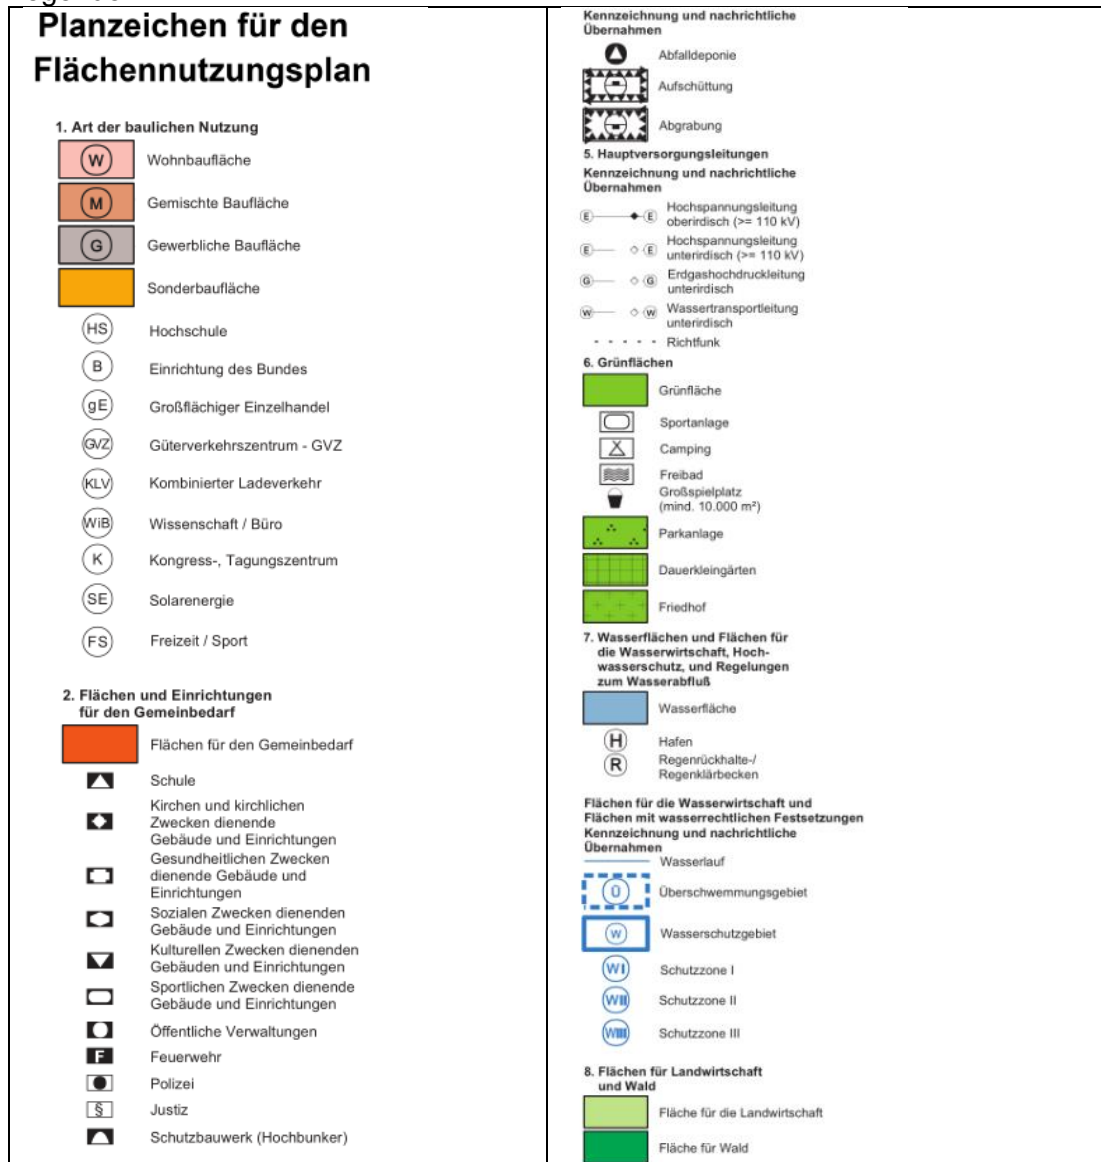 Planzeichen für den
Flächennutzungsplan
1. Art der baulichen Nutzung
W Wohnbaufläche
M Gemischte Baufläche
G Gewerbliche Baufläche
Sonderbaufläche
HS Hochschule
B Einrichtung des Bundes
gE Großflächiger Einzelhandel
GVZ Güterverkehrszentrum - GVZ
KLV Kombinierter Ladeverkehr
WiB Wissenschaft / Büro
K Kongress-, Tagungszentrum
SE Solarenergie
FS Freizeit / Sport
2. Flächen und Einrichtungen
für den Gemeinbedarf
Flächen für den Gemeinbedarf
Schule
Kirchen und kirchlichen
Zwecken dienende
Gebäude und Einrichtungen
Gesundheitlichen Zwecken
dienende Gebäude und
Einrichtungen
Sozialen Zwecken dienenden
Gebäude und Einrichtungen
Kulturellen Zwecken dienenden
Gebäuden und Einrichtungen
Sportlichen Zwecken dienende
Gebäude und Einrichtungen
Öffentliche Verwaltungen
F Feuerwehr
Polizei
§ Justiz
Schutzbauwerk (Hochbunker)
Kennzeichnung und nachrichtliche
Übernahmen
Abfalldeponie
Aufschüttung
Abgrabung
5. Hauptversorgungsleitungen
Kennzeichnung und nachrichtliche
Übernahmen
E E Hochspannungsleitung
oberirdisch (>= 110 kV)
E E Hochspannungsleitung
unterirdisch (>= 110 kV)
G G Erdgashochdruckleitung
unterirdisch
W W Wassertransportleitung
unterirdisch
Richtfunk
6. Grünflächen
Grünfläche
Sportanlage
Camping
Freibad
Großspielplatz
(mind. 10.000 m²)
Parkanlage
Dauerkleingärten
Friedhof
7. Wasserflächen und Flächen für
die Wasserwirtschaft, Hoch-
wasserschutz, und Regelungen
zum Wasserabfluß
Wasserfläche
H Hafen
R Regenrückhalte-/
Regenklärbecken
Flächen für die Wasserwirtschaft und
Flächen mit wasserrechtlichen Festsetzungen
Kennzeichnung und nachrichtliche
Übernahmen
Wasserlauf
Ü Überschwemmungsgebiet
W Wasserschutzgebiet
WI Schutzzone I
WII Schutzzone II
WIII Schutzzone III
8. Flächen für Landwirtschaft
und Wald
Fläche für die Landwirtschaft
Fläche für Wald